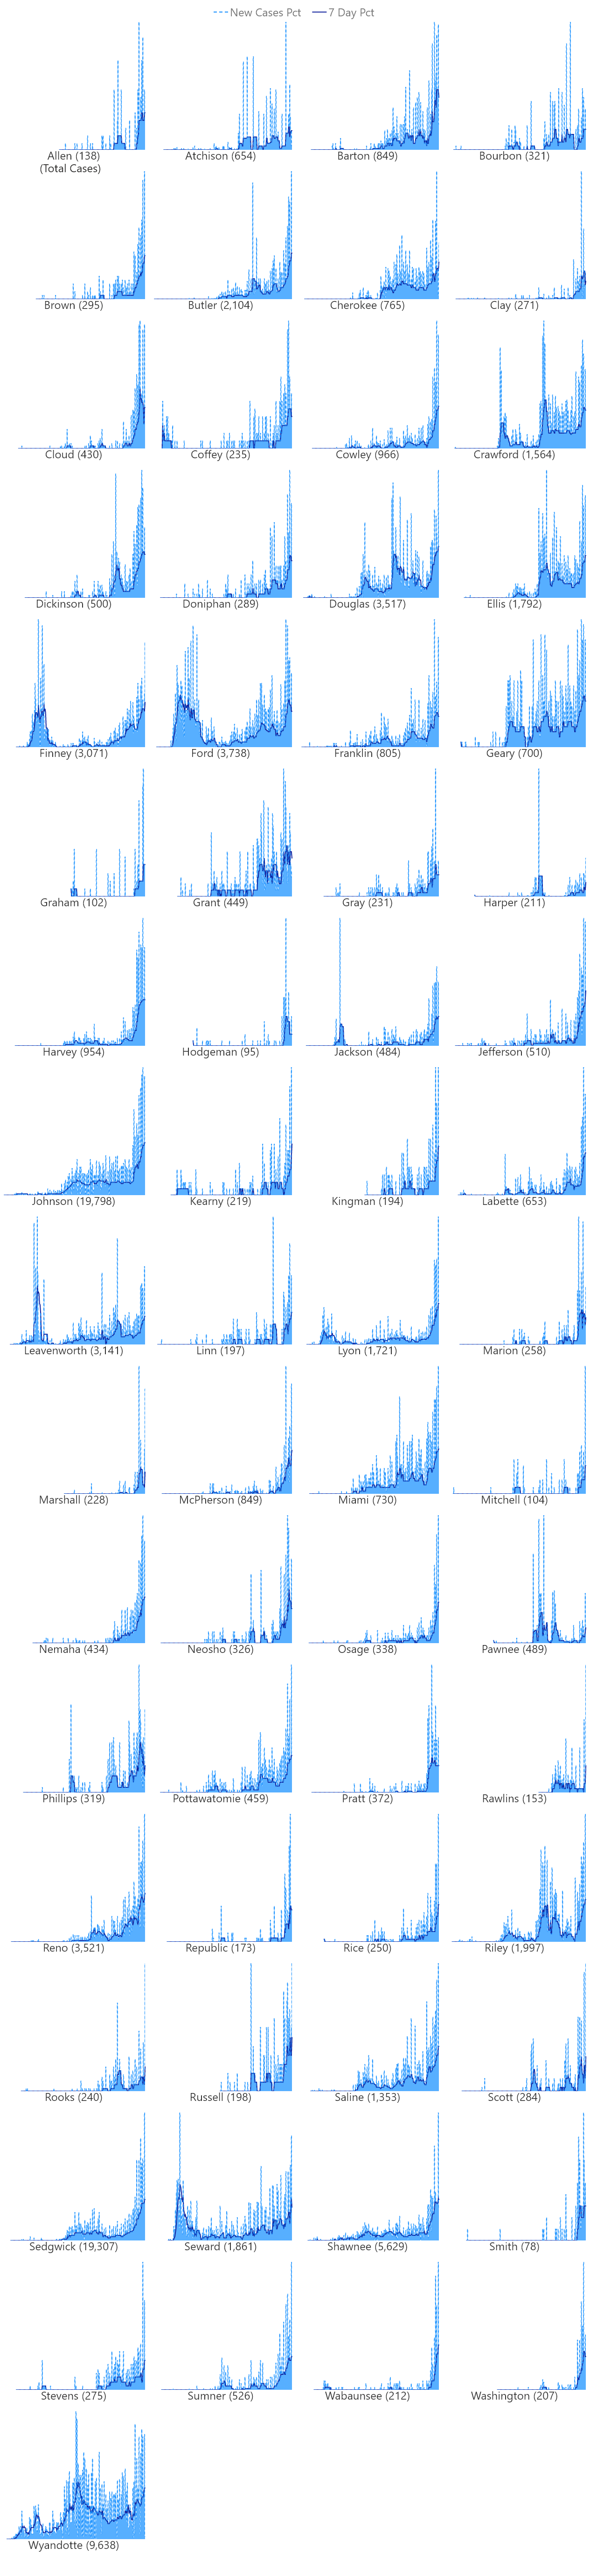 New Cases Pct 7 Day Pct
Allen (138) Atchison (654) Barton (849) Bourbon (321)
(Total Cases)
Brown (295) Butler (2,104) Cherokee (765) Clay (271)
Cloud (430) Coffey (235) Cowley (966) Crawford (1,564)
Dickinson (500) Doniphan (289) Douglas (3,517) Ellis (1,792)
Finney (3,071) Ford (3,738) Franklin (805) Geary (700)
Graham (102) Grant (449) Gray (231) Harper (211)
Harvey (954) Hodgeman (95) Jackson (484) Jefferson (510)
Johnson (19,798) Kearny (219) Kingman (194) Labette (653)
Leavenworth (3,141) Linn (197) Lyon (1,721) Marion (258)
Marshall (228) McPherson (849) Miami (730) Mitchell (104)
Nemaha (434) Neosho (326) Osage (338) Pawnee (489)
Phillips (319) Pottawatomie (459) Pratt (372) Rawlins (153)
Reno (3,521) Republic (173) Rice (250) Riley (1,997)
Rooks (240) Russell (198) Saline (1,353) Scott (284)
Sedgwick (19,307) Seward (1,861) Shawnee (5,629) Smith (78)
Stevens (275) Sumner (526) Wabaunsee (212) Washington (207)
Wyandotte (9,638)